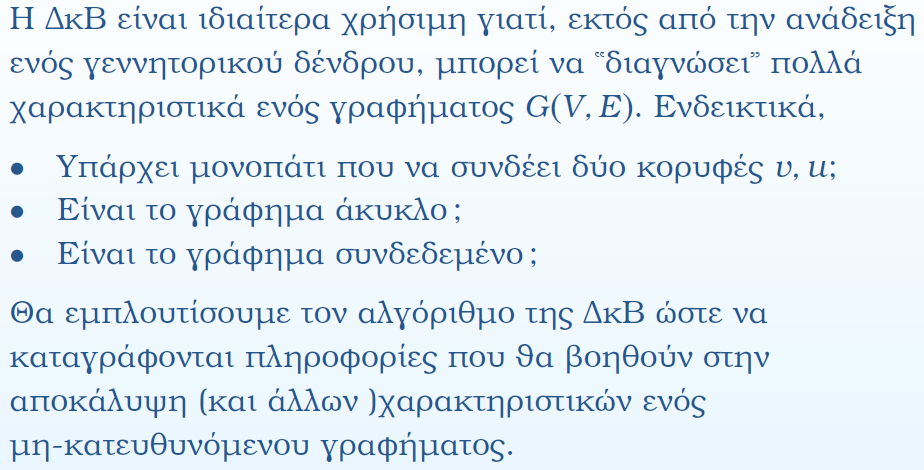 Η ΔκΒ είναι ιδιαίτερα χρήσιμη γιατί, εκτός από την ανάδειξη
ενός γεννητορικού δένδρου, μπορεί να “διαγνώσει” πολλά
χαρακτηριστικά ενός γραφήματος G(V, E). Ενδεικτικά,
• Υπάρχει μονοπάτι που να συνδέει δύο κορυφές v, u;
• Είναι το γράφημα άκυκλο;
• Είναι το γράφημα συνδεδεμένο;
Θα εμπλουτίσουμε τον αλγόριθμο της ΔκΒ ώστε να
καταγράφονται πληροφορίες που θα βοηθούν στην
αποκάλυψη (και άλλων )χαρακτηριστικών ενός
μη-κατευθυνόμενου γραφήματος.